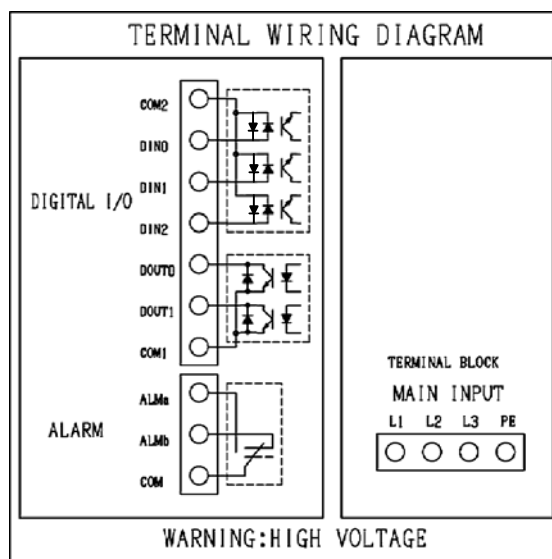 TERMINAL WIRING DIAGRAM
DIGITAL I/O
COM2
DIN0
DIN1
DIN2
DOUT0
DOUT1
COM1
ALARM
ALMa
ALMb
COM
TERMINAL BLOCK
MAIN INPUT
L1 L2 L3 PE
WARNING:HIGH VOLTAGE